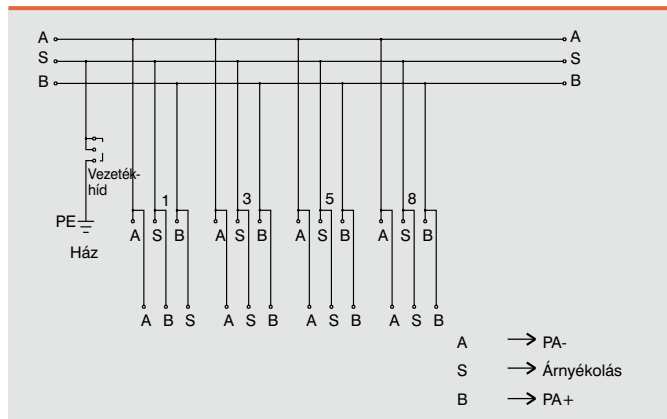 A A
S S
B B
Vezeték-
híd
1 3 5 8
PE
A S B A S B A S B A S B
Ház
A B S A S B A S B A S B
A → PA-
S → Árnyékolás
B → PA+